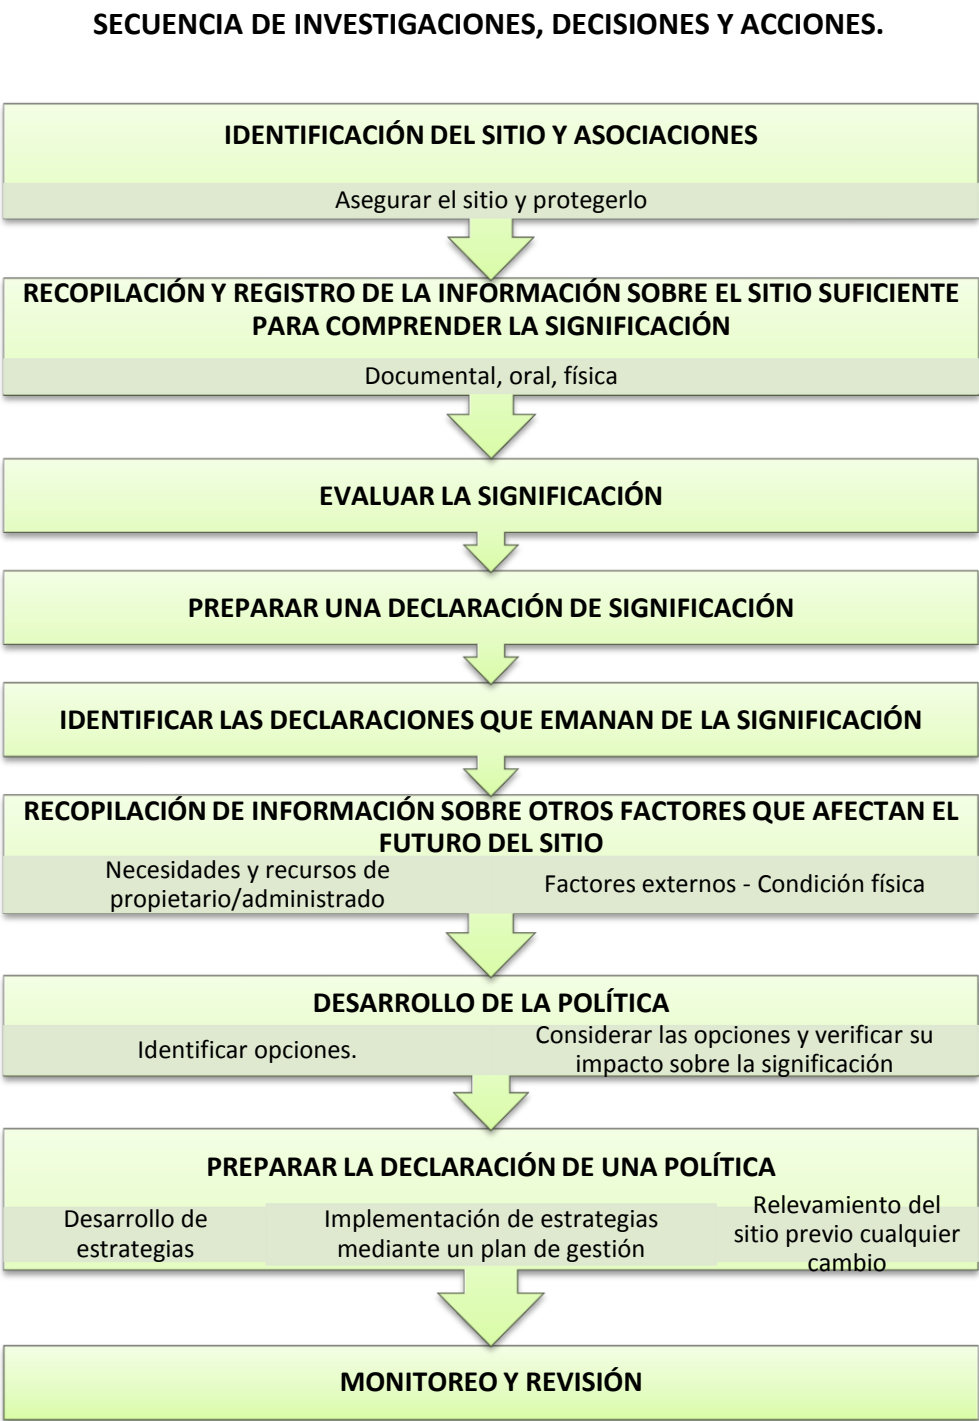 SECUENCIA DE INVESTIGACIONES, DECISIONES Y ACCIONES.
IDENTIFICACIÓN DEL SITIO Y ASOCIACIONES
Asegurar el sitio y protegerlo
RECOPILACIÓN Y REGISTRO DE LA INFORMACIÓN SOBRE EL SITIO SUFICIENTE
PARA COMPRENDER LA SIGNIFICACIÓN
Documental, oral, física
EVALUAR LA SIGNIFICACIÓN
PREPARAR UNA DECLARACIÓN DE SIGNIFICACIÓN
IDENTIFICAR LAS DECLARACIONES QUE EMANAN DE LA SIGNIFICACIÓN
RECOPILACIÓN DE INFORMACIÓN SOBRE OTROS FACTORES QUE AFECTAN EL
FUTURO DEL SITIO
Necesidades y recursos de
propietario/administrado
Factores externos - Condición física
DESARROLLO DE LA POLÍTICA
Identificar opciones.
Considerar las opciones y verificar su
impacto sobre la significación
PREPARAR LA DECLARACIÓN DE UNA POLÍTICA
Desarrollo de
estrategias
Implementación de estrategias
mediante un plan de gestión
Relevamiento del
sitio previo cualquier
cambio
MONITOREO Y REVISIÓN